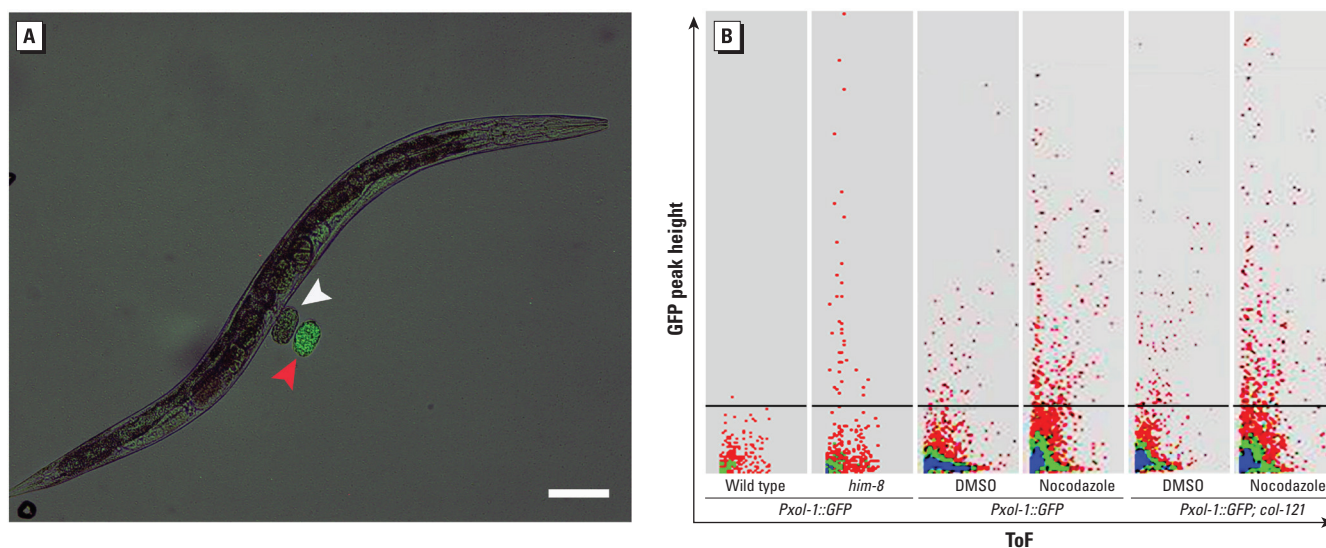 A
B
GFP peak height
Wild type him-8 DMSO Nocodazole DMSO Nocodazole
Pxol-1::GFP Pxol-1::GFP Pxol-1::GFP; col-121
ToF